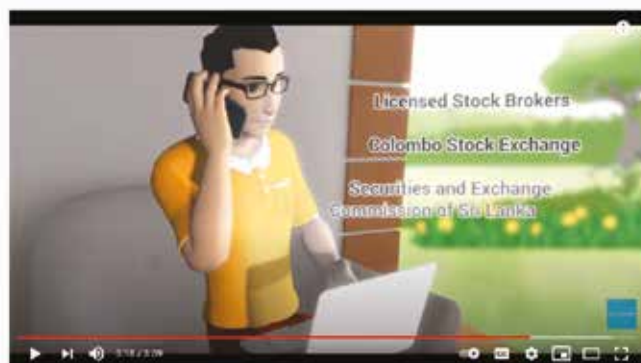 Licensed Stock Brokers
Colombo Stock Exchange
Securities and Exchange
Commission of Sri Lanka